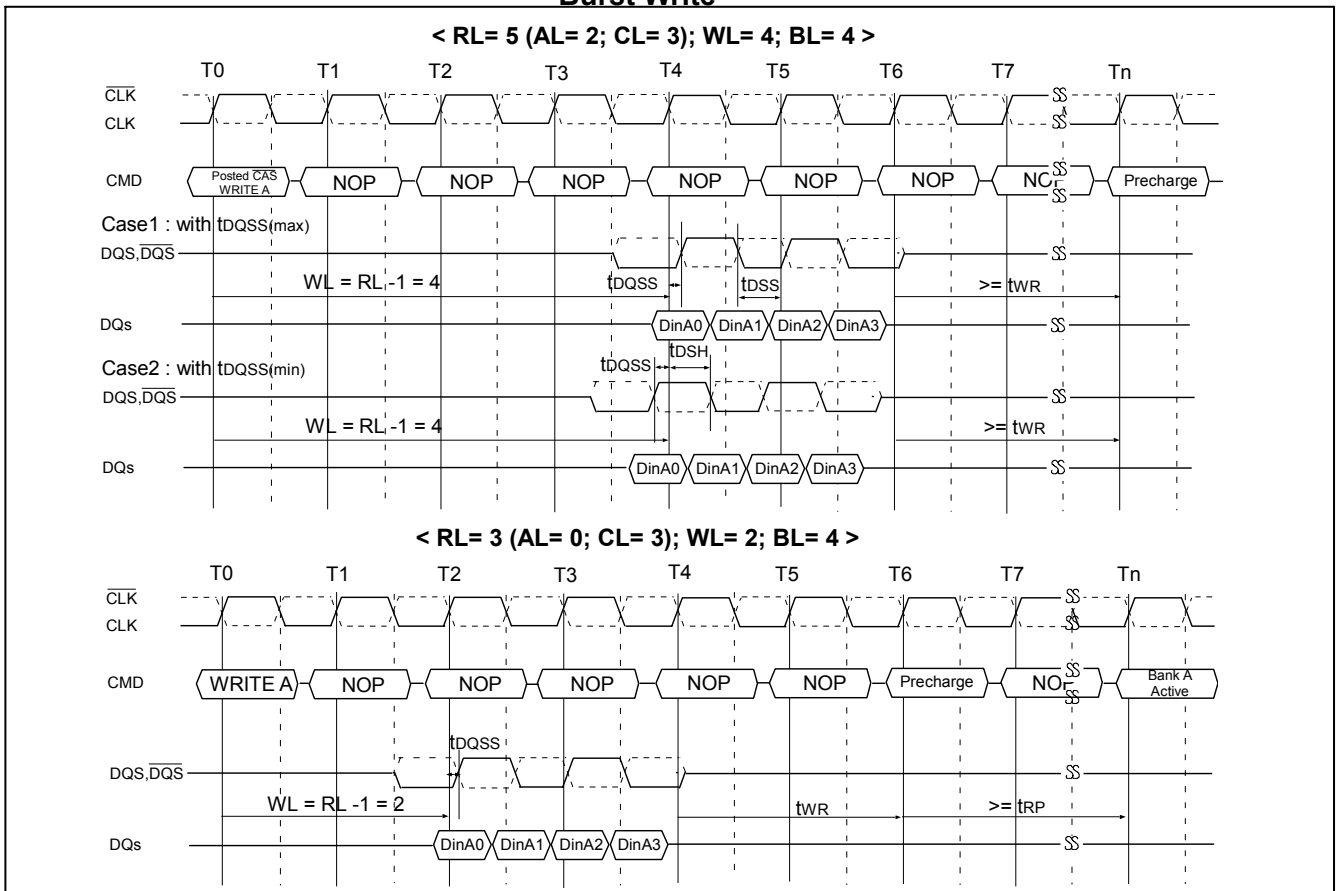 Burst Write
< RL= 5 (AL= 2; CL= 3); WL= 4; BL= 4 >
T0 T1 T2 T3 T4 T5 T6 T7 Tn
CLK
CLK
CMD Posted CAS WRITE A NOP NOP NOP NOP NOP NOP NOP Precharge
Case1 : with tDQSS(max)
DQS,DQS
WL = RL -1 = 4 tDQSS tDSS >= tWR
DQs DinA0 DinA1 DinA2 DinA3
Case2 : with tDQSS(min) tDQSS tDSH
DQS,DQS
WL = RL -1 = 4 >= tWR
DQs DinA0 DinA1 DinA2 DinA3
< RL= 3 (AL= 0; CL= 3); WL= 2; BL= 4 >
T0 T1 T2 T3 T4 T5 T6 T7 Tn
CLK
CLK
CMD WRITE A NOP NOP NOP NOP NOP Precharge NOP Bank A Active
tDQSS
DQS,DQS
WL = RL -1 = 2 tWR >= tRP
DQs DinA0 DinA1 DinA2 DinA3